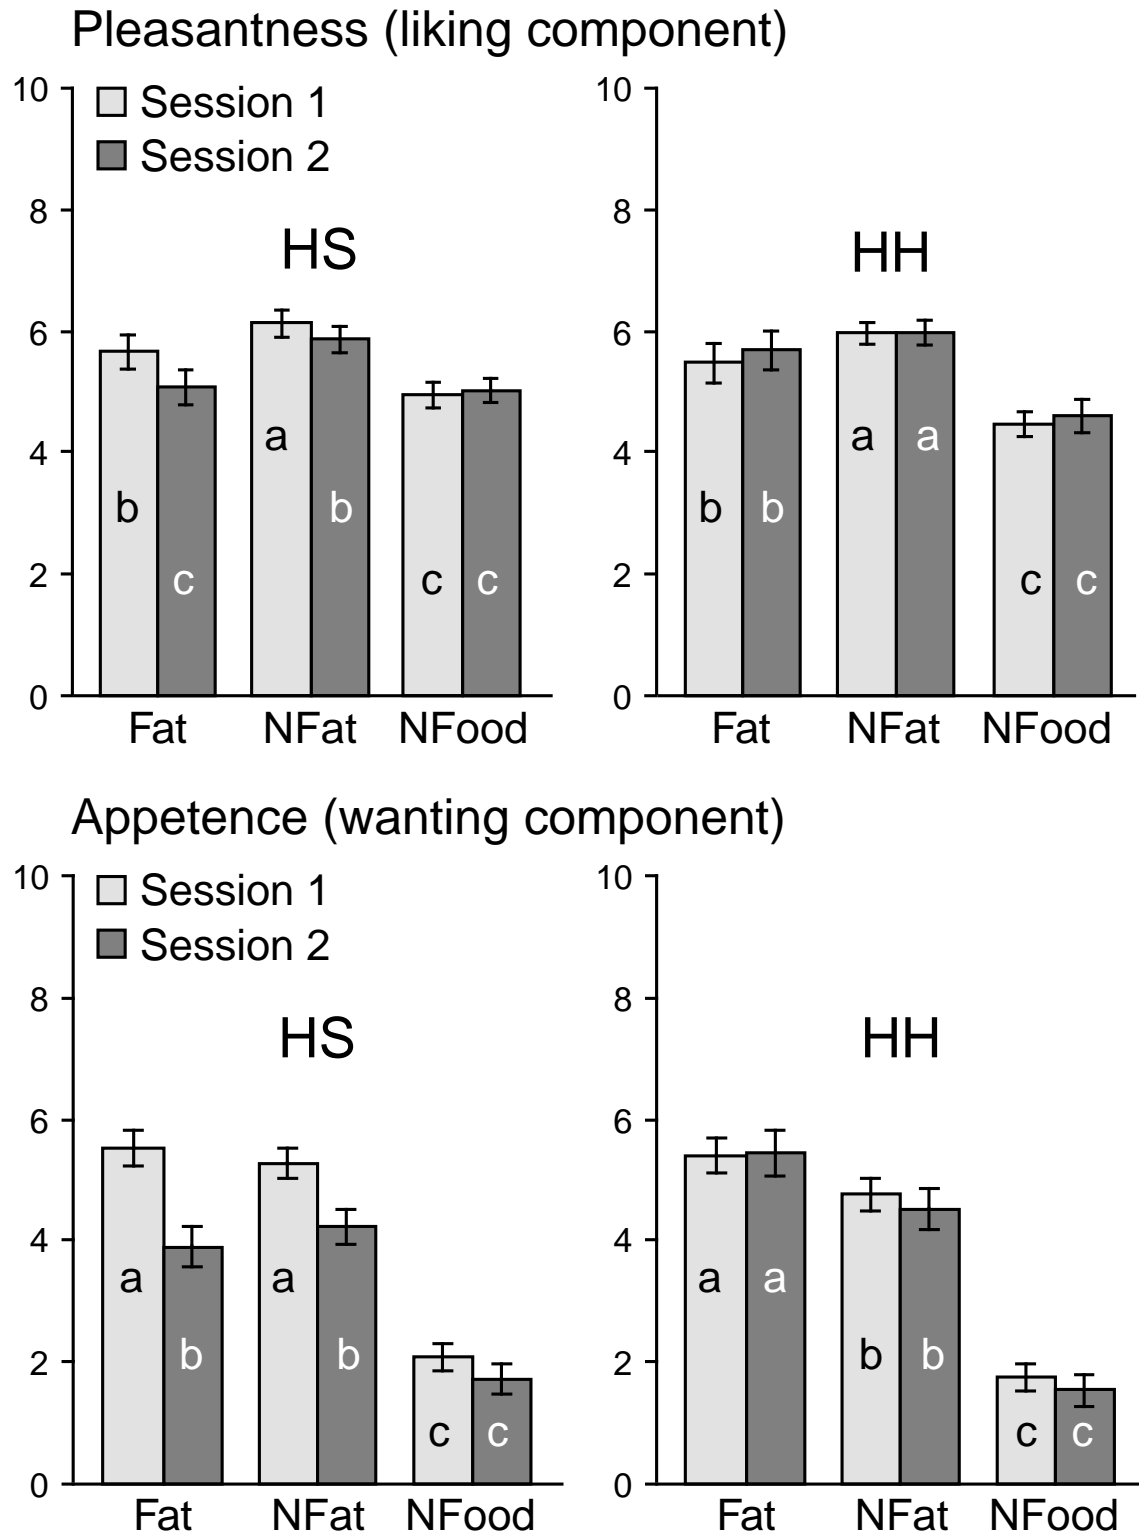 Pleasantness (liking component)
10
Session 1
Session 2
8
HS
6
a
4
b
b
2
c
c
c
0
Fat NFat NFood
10
8
HH
6
a a
4
b b
2
c c
0
Fat NFat NFood
Appetence (wanting component)
10
Session 1
Session 2
8
HS
6
4
a a
2
b b
c c
0
Fat NFat NFood
10
8
HH
6
4
a a
2
b b
c c
0
Fat NFat NFood